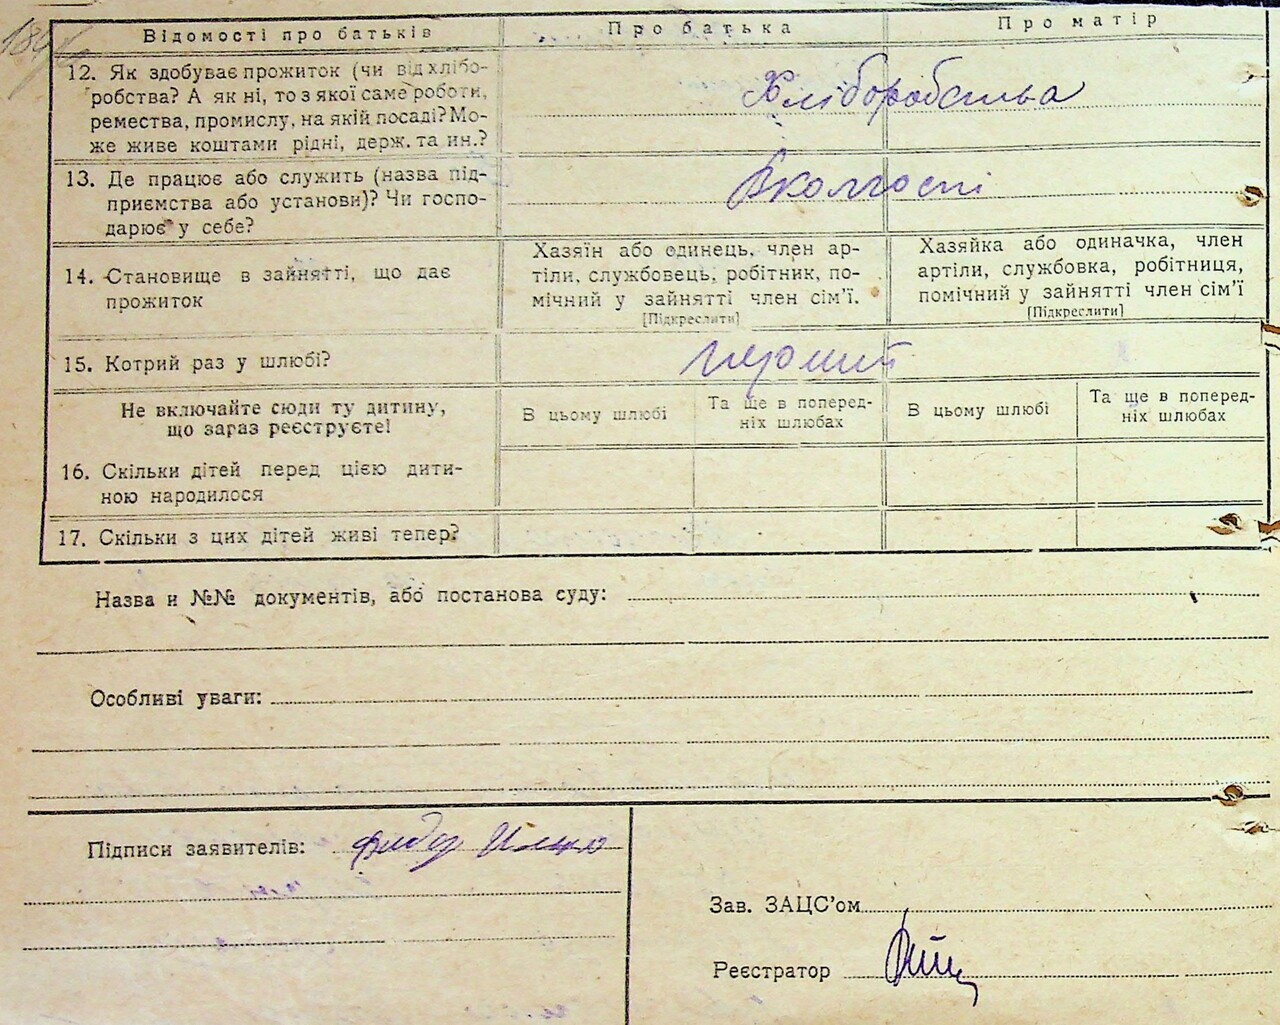 Відомості про батьків Про батька Про матір
12. Як здобуває прожиток (чи від хлібо-
робства? А як ні, то з якої саме роботи,
ремества, промислу, на якій посаді? Мо-
же живе коштами рідні, держ. та ин.?
Хліборобства
13. Де працює або служить (назва під-
приємства або установи)? Чи госпо-
дарює у себе?
В колгоспі
14. Становище в зайнятті, що дає
прожиток
Хазяїн або одинець, член ар-
тіли, службовець, робітник, по-
мічний у зайнятті член сім'ї.
[Підкреслити]
Хазяйка або одиначка, член
артіли, службовка, робітниця,
помічний у зайнятті член сім'ї
[Підкреслити]
15. Котрий раз у шлюбі?
перший
Не включайте сюди ту дитину,
що зараз реєструєте!
В цьому шлюбі
Та ще в поперед-
ніх шлюбах
В цьому шлюбі
Та ще в поперед-
ніх шлюбах
16. Скільки дітей перед цією дити-
ною народилося
17. Скільки з цих дітей живі тепер?
Назва и №№ документів, або постанова суду:
Особливі уваги:
Підписи заявителів:
Зав. ЗАЦС'ом
Реєстратор